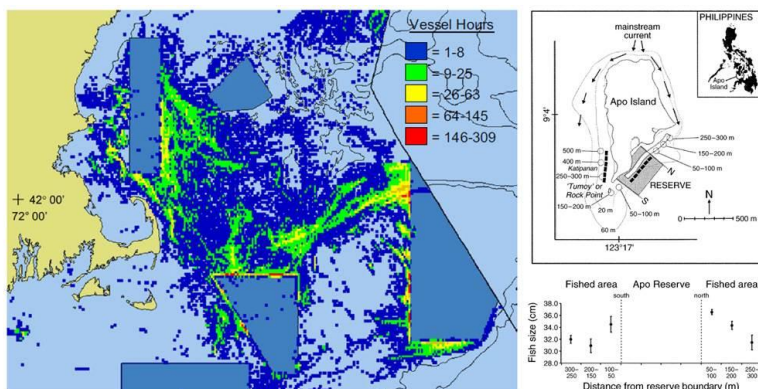 Vessel Hours
= 1-8
= 9-25
= 26-63
= 64-145
= 146-309
42° 00'
72° 00'
PHILIPPINES
Apo
Island
mainstream
current
Apo Island
9°4'
250-300 m
150-200 m
50-100 m
500 m
400 m
Katipanan
250-300 m
'Tumoy' or
Rock Point
150-200 m
20 m
60 m
50-100 m
N
S
RESERVE
N
0
500 m
123°17'
Fished area
Apo Reserve
Fished area
south
north
Fish size (cm)
38.0
36.0
34.0
32.0
30.0
28.0
300 150 50 50 150 300
250 200 100 100 200 250
Distance from reserve boundary (m)